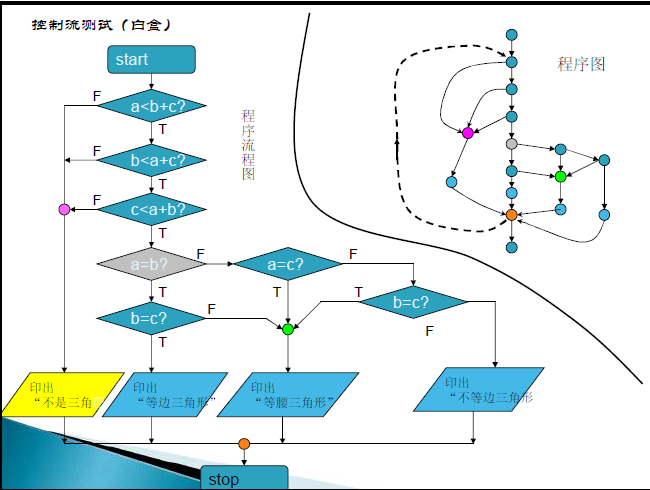 控制流测试（白盒）
start
程序图
F
a<b+c?
程序流程图
T
F
b<a+c?
T
F
c<a+b?
T
a=b?
F
a=c?
F
T
T
T
b=c?
F
b=c?
F
T
印出
“不是三角
印出
“等边三角形”
印出
“等腰三角形”
印出
“不等边三角形
stop